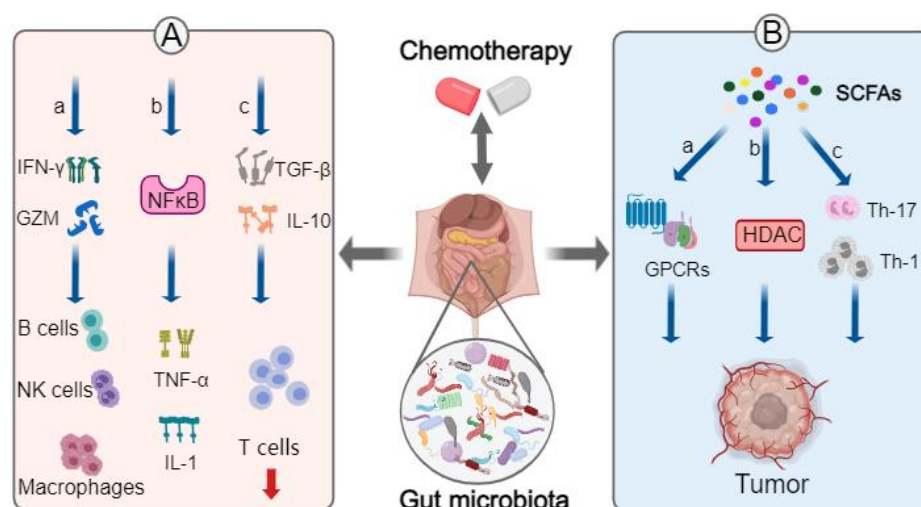 A
a
b
c
IFN-γ
TGF-β
NFκB
GZM
IL-10
B cells
TNF-α
NK cells
IL-1
T cells
Macrophages
Chemotherapy
Gut microbiota
B
SCFAs
a
b
c
Th-17
HDAC
GPCRs
Th-1
Tumor